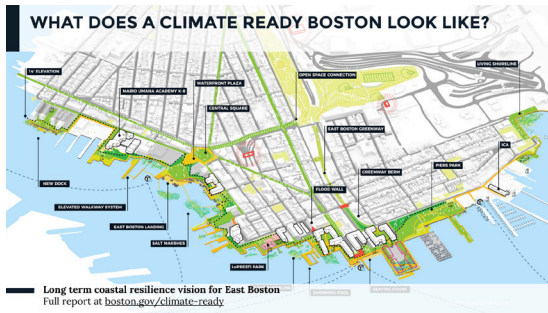 WHAT DOES A CLIMATE READY BOSTON LOOK LIKE?
LIVING SHORELINE
14' ELEVATION
WATERFRONT PLAZA
OPEN SPACE CONNECTION
MARIO UMANA ACADEMY K-8
CENTRAL SQUARE
EAST BOSTON GREENWAY
ICA
GREENWAY BERM
PIERS PARK
NEW DOCK
FLOOD WALL
ELEVATED WALKWAY SYSTEM
EAST BOSTON LANDING
SALT MARSHES
LoPRESTI PARK
Long term coastal resilience vision for East Boston
Full report at boston.gov/climate-ready